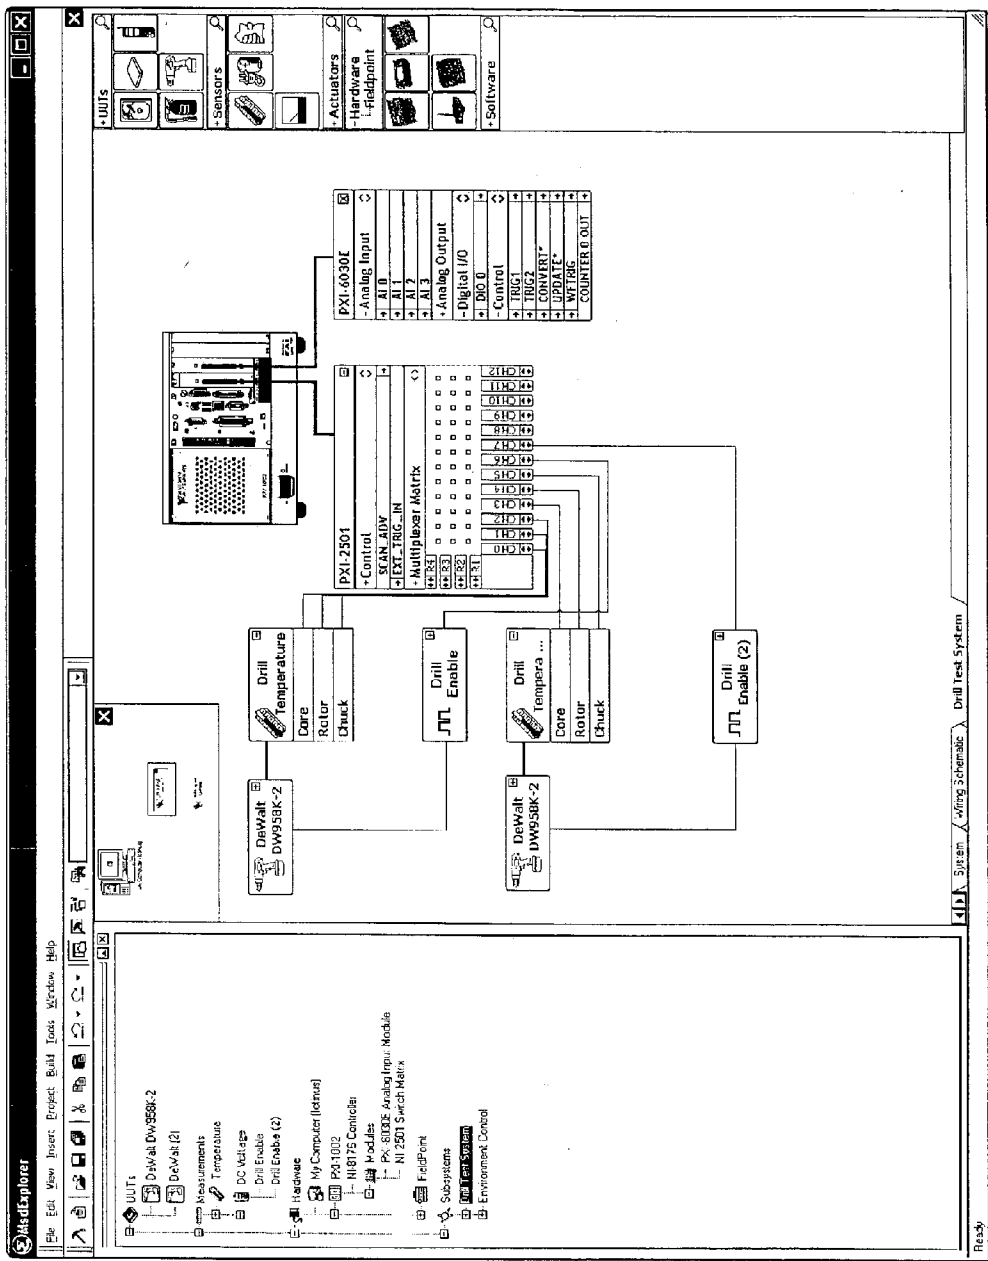 MsdExplorer
File Edit View Insert Project Build Tools Window Help
UUTs
DeWalt DW958K-2
DeWalt (2)
Measurements
Temperature
DC Voltage
Drill Enable
Drill Enable (2)
Hardware
My Computer
PXI-1002
NI 8176 Controller
Modules
PXI-6030E Analog Input Module
NI 2501 Switch Matrix
FieldPoint
Subsystems
Drill Test System
Environment Control
DeWalt
DW958K-2
Drill
Temperature
Core
Rotor
Chuck
Drill
Enable
DeWalt
DW958K-2
Drill
Tempera ...
Core
Rotor
Chuck
Drill
Enable (2)
PXI-2501
+Control
SCAN_ADV
EXT_TRIG_IN
Multiplexer Matrix
R4
R3
R2
R1
CH0 CH1 CH2 CH3 CH4 CH5 CH6 CH7 CH8 CH9 CH10 CH11 CH12
PXI-6030E
-Analog Input
AI 0
AI 1
AI 2
AI 3
+Analog Output
-Digital I/O
DIO 0
-Control
TRIG1
TRIG2
CONVERT*
UPDATE*
WFTRIG
COUNTER 0 OUT
+UUTs
+Sensors
+Actuators
-Hardware
Fieldpoint
+Software
System Wiring Schematic Drill Test System
Ready